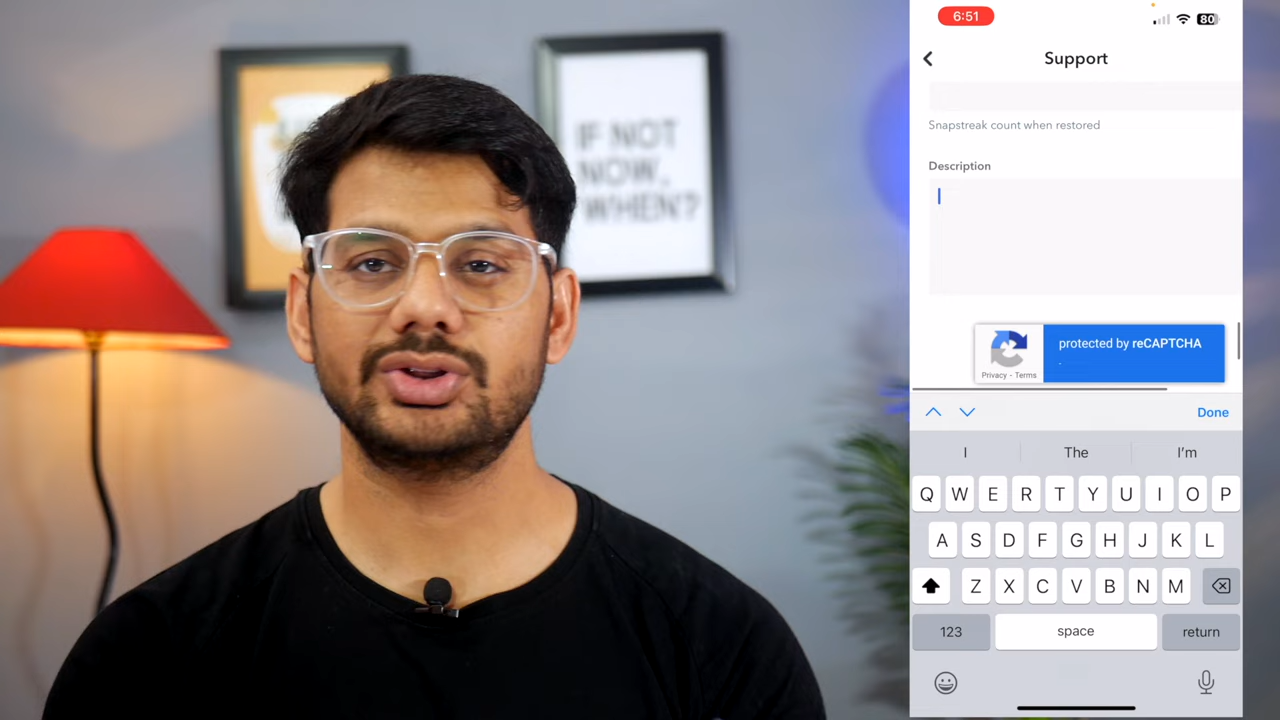 IF NOT
NOW,
WHEN?
6:51
80
Support
Snapstreak count when restored
Description
protected by reCAPTCHA
Privacy - Terms
Done
I The I'm
Q W E R T Y U I O P
A S D F G H J K L
Z X C V B N M
123 space return